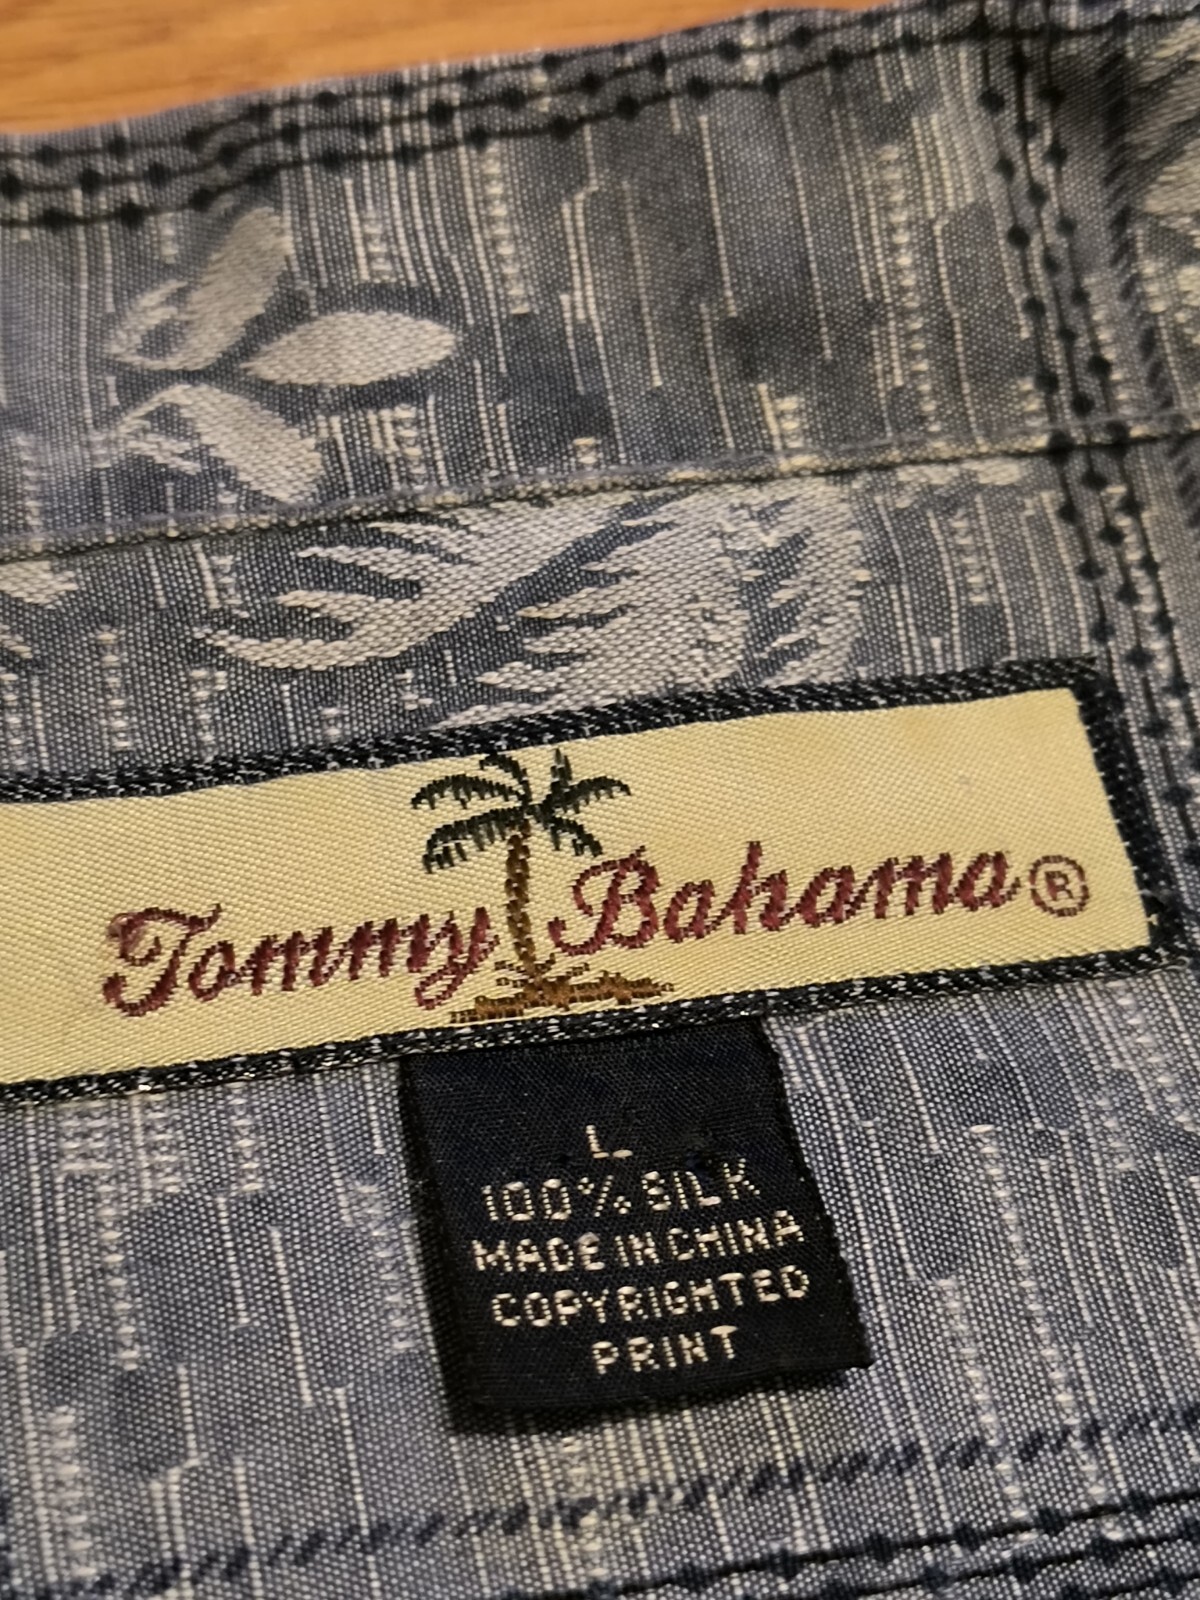 Tommy Bahama®
L
100% SILK
MADE IN CHINA
COPYRIGHTED
PRINT